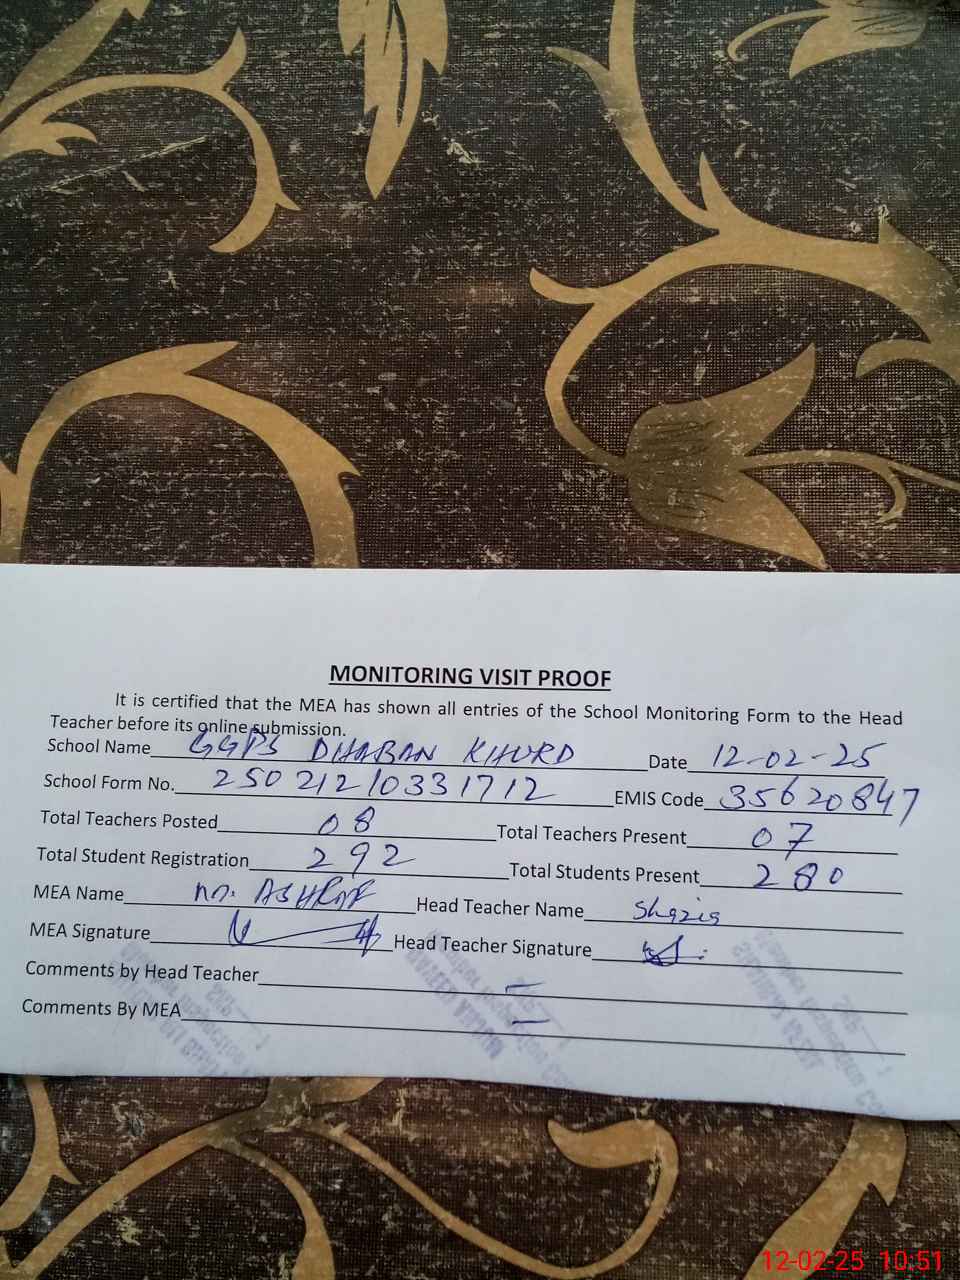 MONITORING VISIT PROOF
It is certified that the MEA has shown all entries of the School Monitoring Form to the Head
Teacher before its online submission.
School Name GGPS DHABAN KHURD Date 12-02-25
School Form No. 25021210331712 EMIS Code 35620847
Total Teachers Posted 08 Total Teachers Present 07
Total Student Registration 292 Total Students Present 280
MEA Name M. ASHRAF Head Teacher Name Shazia
MEA Signature Head Teacher Signature
Comments by Head Teacher —
Comments By MEA —
12-02-25 10:51